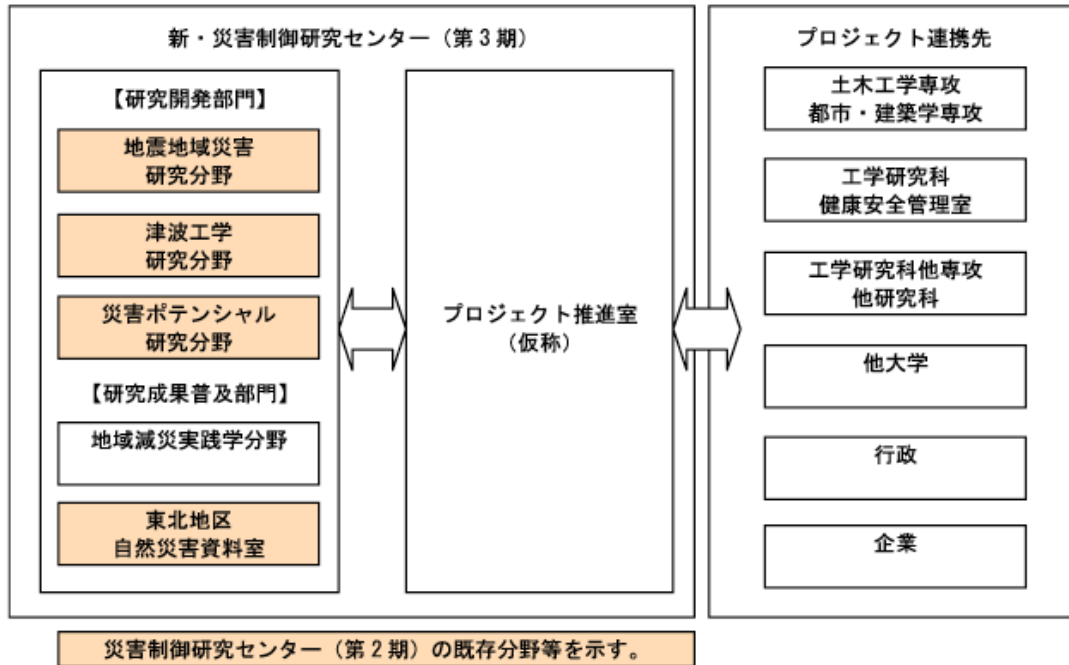 新・災害制御研究センター（第３期）
【研究開発部門】
地震地域災害
研究分野
津波工学
研究分野
災害ポテンシャル
研究分野
【研究成果普及部門】
地域減災実践学分野
東北地区
自然災害資料室
プロジェクト推進室
（仮称）
プロジェクト連携先
土木工学専攻
都市・建築学専攻
工学研究科
健康安全管理室
工学研究科他専攻
他研究科
他大学
行政
企業
災害制御研究センター（第２期）の既存分野等を示す。